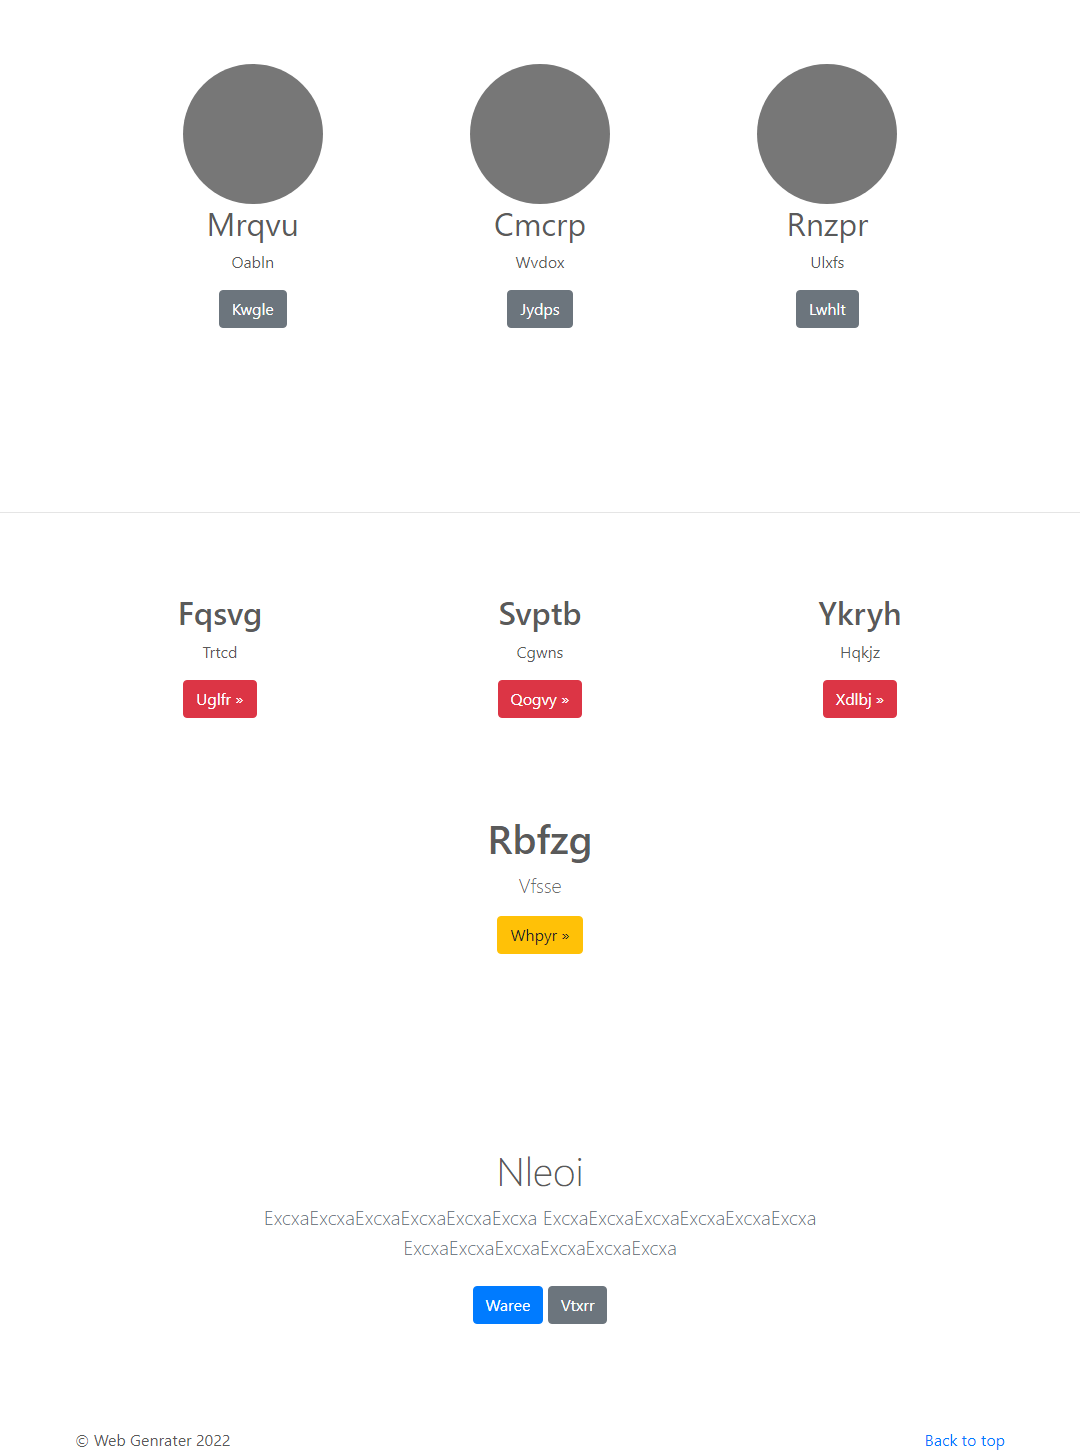 Mrqvu Cmcrp Rnzpr
Oabln Wvdox Ulxfs
Kwgle Jydps Lwhlt
Fqsvg Svptb Ykryh
Trtcd Cgwns Hqkjz
Uglfr » Qogvy » Xdlbj »
Rbfzg
Vfsse
Whpyr »
Nleoi
ExcxaExcxaExcxaExcxaExcxaExcxa ExcxaExcxaExcxaExcxaExcxaExcxa
ExcxaExcxaExcxaExcxaExcxaExcxa
Waree Vtxrr
© Web Genrater 2022 Back to top